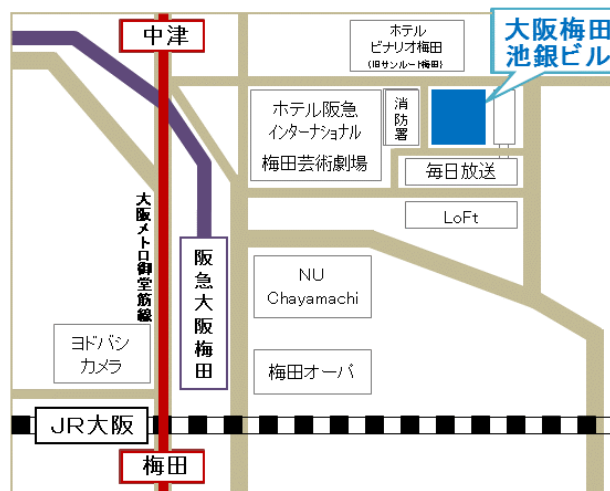 中津
ホテル
ビナリオ梅田
(旧サンルート梅田)
大阪梅田
池銀ビル
ホテル阪急
インターナショナル
梅田芸術劇場
消防署
毎日放送
LoFt
大阪メトロ御堂筋線
阪急大阪梅田
NU
Chayamachi
ヨドバシ
カメラ
梅田オーパ
JR大阪
梅田